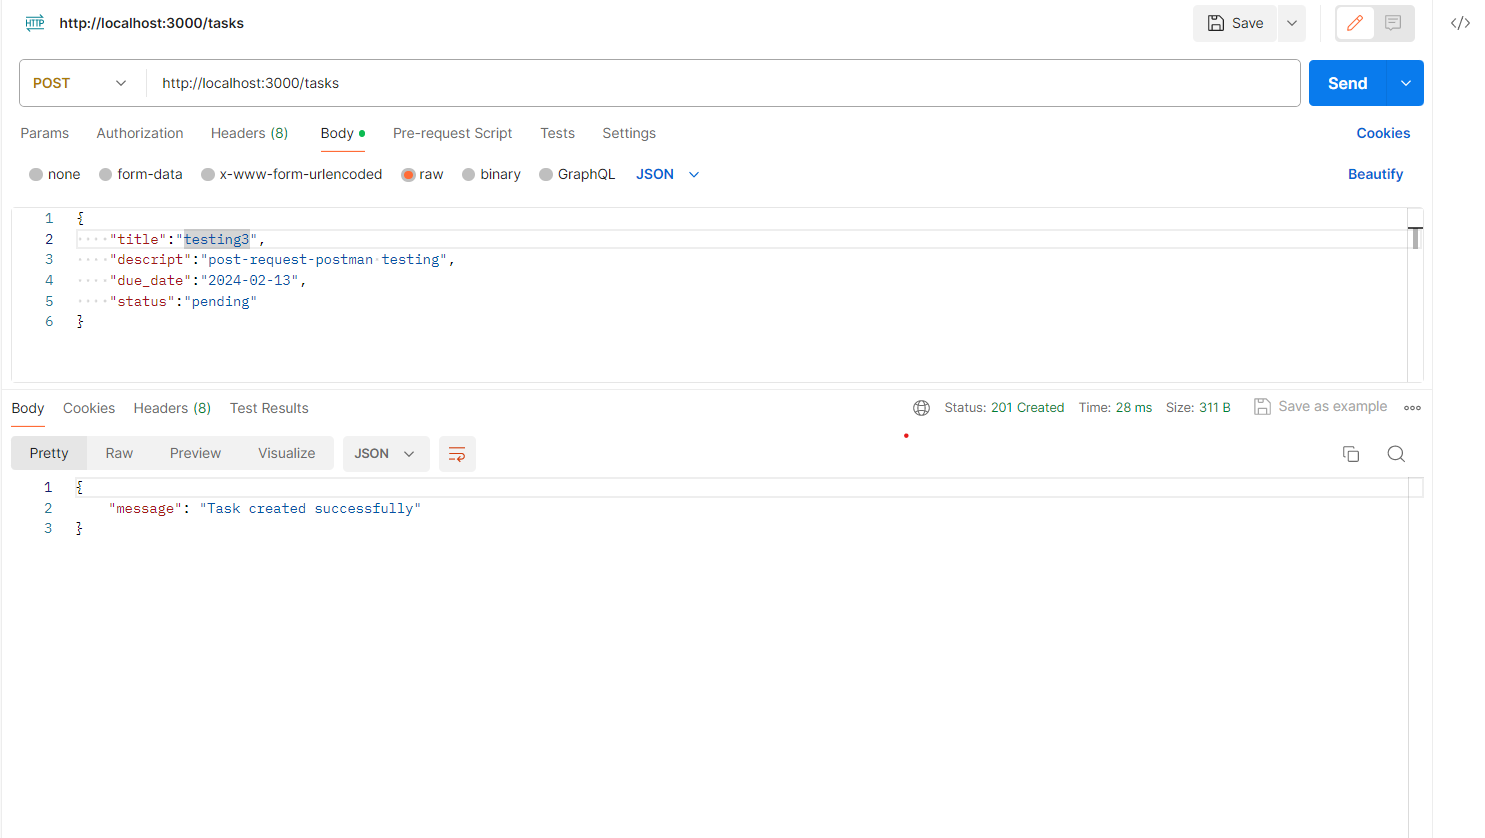 HTTP http://localhost:3000/tasks Save </>
POST http://localhost:3000/tasks Send
Params Authorization Headers (8) Body Pre-request Script Tests Settings Cookies
none form-data x-www-form-urlencoded raw binary GraphQL JSON Beautify
1 {
2 ····"title":"testing3",
3 ····"descript":"post-request-postman·testing",
4 ····"due_date":"2024-02-13",
5 ····"status":"pending"
6 }
Body Cookies Headers (8) Test Results Status: 201 Created Time: 28 ms Size: 311 B Save as example
Pretty Raw Preview Visualize JSON
1 {
2 "message": "Task created successfully"
3 }